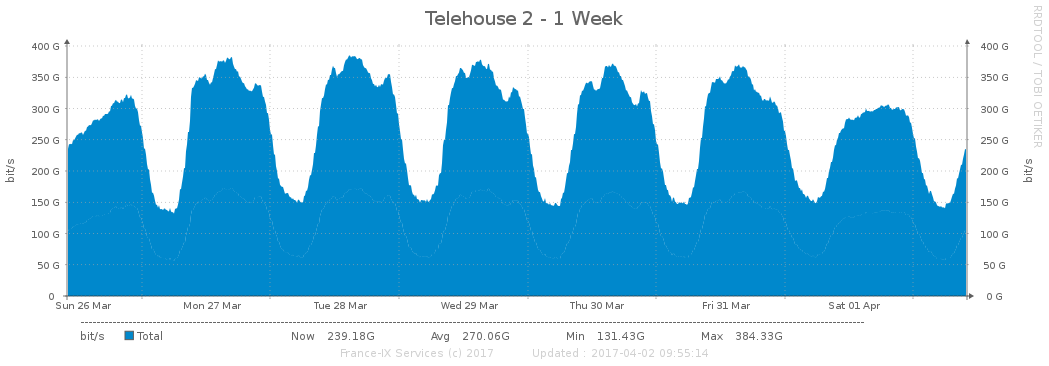 Telehouse 2 - 1 Week
RRDTOOL / TOBI OETIKER
400 G 400 G
350 G 350 G
300 G 300 G
250 G 250 G
200 G 200 G
150 G 150 G
100 G 100 G
50 G 50 G
0 0 G
bit/s bit/s
Sun 26 Mar Mon 27 Mar Tue 28 Mar Wed 29 Mar Thu 30 Mar Fri 31 Mar Sat 01 Apr
bit/s Total Now 239.18G Avg 270.06G Min 131.43G Max 384.33G
France-IX Services (c) 2017 Updated : 2017-04-02 09:55:14